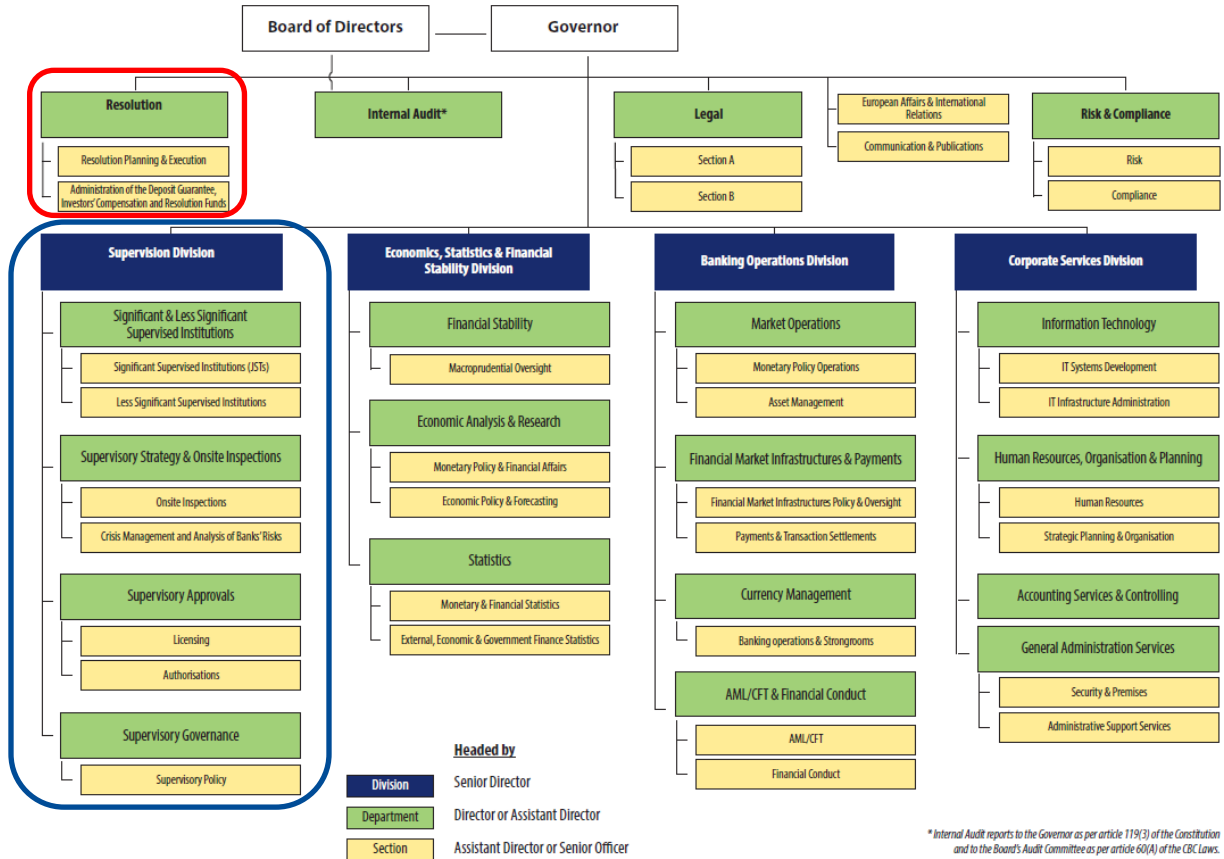 Board of Directors
Governor
Resolution
Resolution Planning & Execution
Administration of the Deposit Guarantee,
Investors' Compensation and Resolution Funds
Internal Audit*
Legal
Section A
Section B
European Affairs & International
Relations
Communication & Publications
Risk & Compliance
Risk
Compliance
Supervision Division
Significant & Less Significant
Supervised Institutions
Significant Supervised Institutions (JSTs)
Less Significant Supervised Institutions
Supervisory Strategy & Onsite Inspections
Onsite Inspections
Crisis Management and Analysis of Banks' Risks
Supervisory Approvals
Licensing
Authorisations
Supervisory Governance
Supervisory Policy
Economics, Statistics & Financial
Stability Division
Financial Stability
Macroprudential Oversight
Economic Analysis & Research
Monetary Policy & Financial Affairs
Economic Policy & Forecasting
Statistics
Monetary & Financial Statistics
External, Economic & Government Finance Statistics
Banking Operations Division
Market Operations
Monetary Policy Operations
Asset Management
Financial Market Infrastructures & Payments
Financial Market Infrastructures Policy & Oversight
Payments & Transaction Settlements
Currency Management
Banking operations & Strongrooms
AML/CFT & Financial Conduct
AML/CFT
Financial Conduct
Corporate Services Division
Information Technology
IT Systems Development
IT Infrastructure Administration
Human Resources, Organisation & Planning
Human Resources
Strategic Planning & Organisation
Accounting Services & Controlling
General Administration Services
Security & Premises
Administrative Support Services
Headed by
Division Senior Director
Department Director or Assistant Director
Section Assistant Director or Senior Officer
* Internal Audit reports to the Governor as per article 119(3) of the Constitution
and to the Board's Audit Committee as per article 60(A) of the CBC Laws.